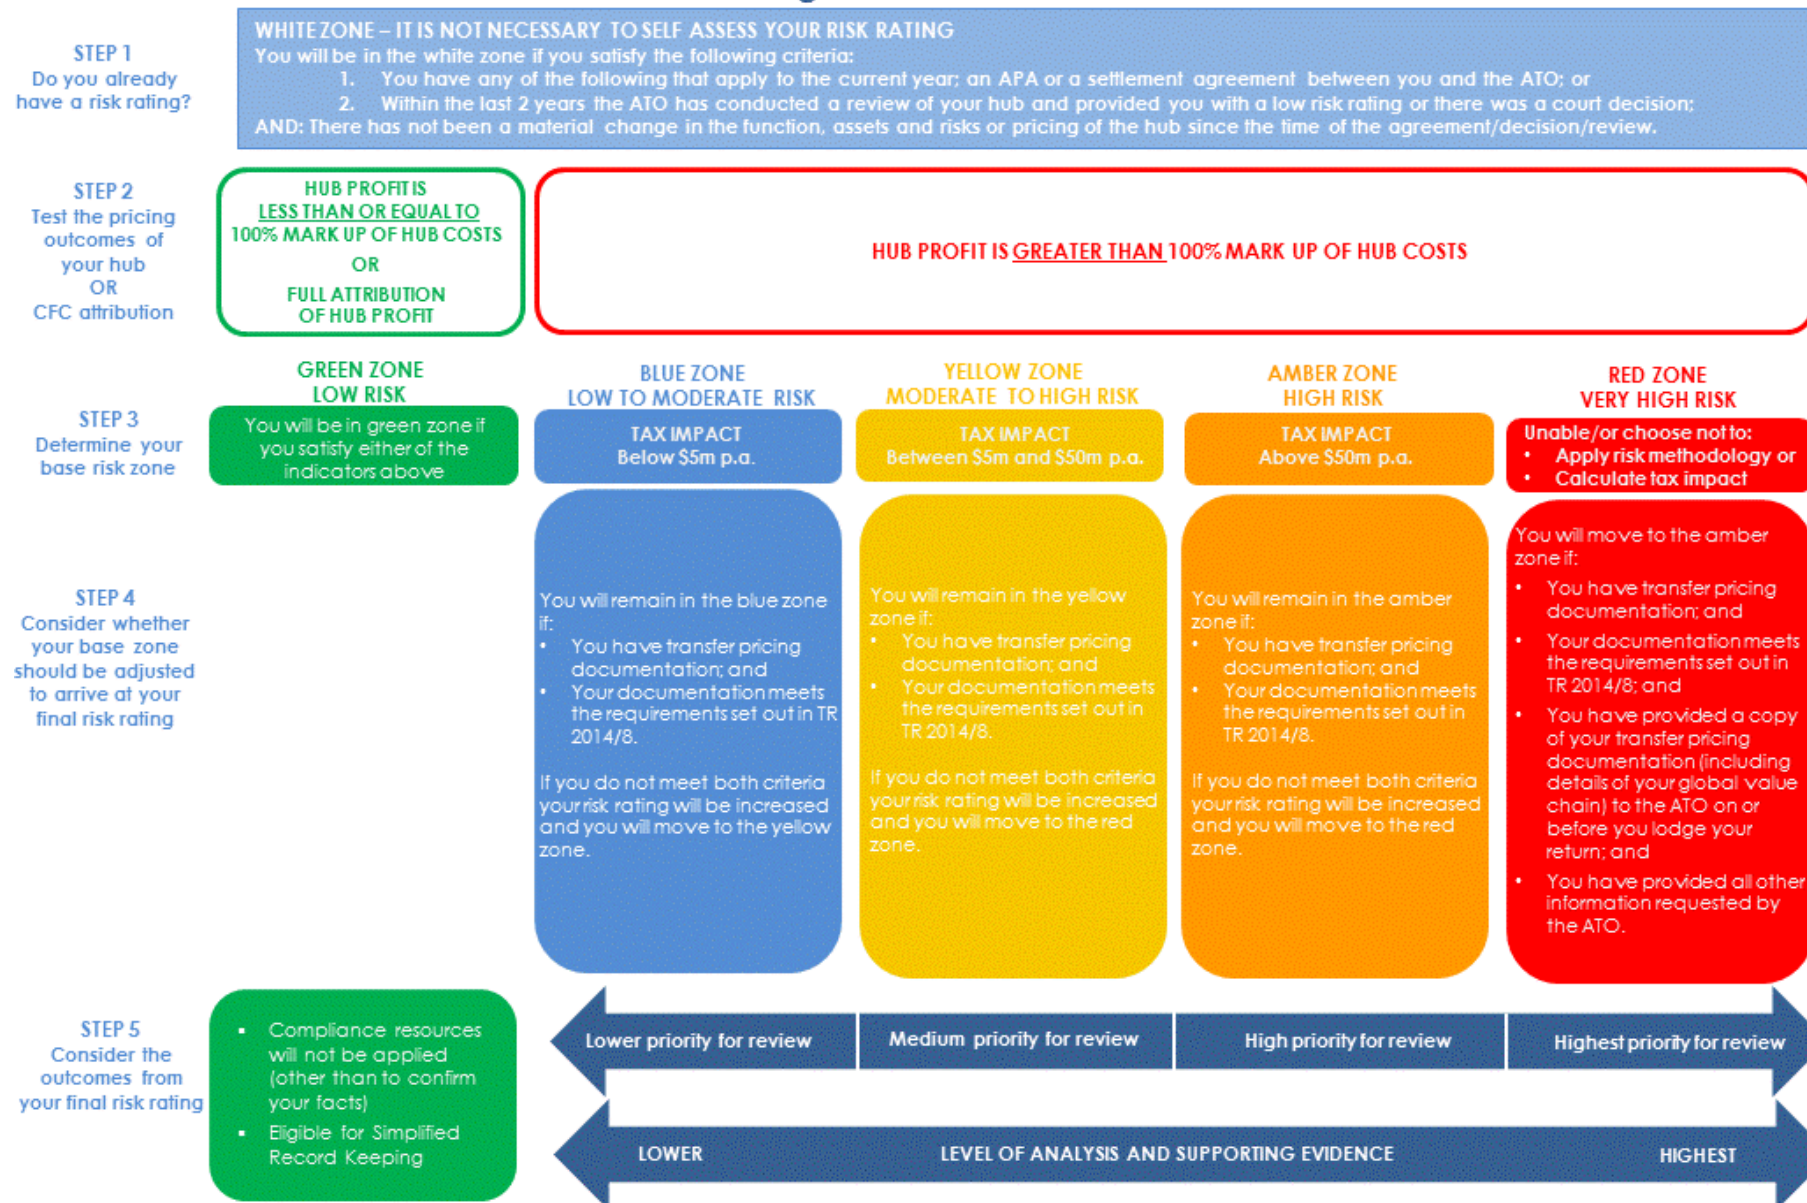 STEP 1
Do you already
have a risk rating?
WHITE ZONE – IT IS NOT NECESSARY TO SELF ASSESS YOUR RISK RATING
You will be in the white zone if you satisfy the following criteria:
1. You have any of the following that apply to the current year; an APA or a settlement agreement between you and the ATO; or
2. Within the last 2 years the ATO has conducted a review of your hub and provided you with a low risk rating or there was a court decision;
AND: There has not been a material change in the function, assets and risks or pricing of the hub since the time of the agreement/decision/review.
STEP 2
Test the pricing
outcomes of
your hub
OR
CFC attribution
HUB PROFIT IS
LESS THAN OR EQUAL TO
100% MARK UP OF HUB COSTS
OR
FULL ATTRIBUTION
OF HUB PROFIT
HUB PROFIT IS GREATER THAN 100% MARK UP OF HUB COSTS
STEP 3
Determine your
base risk zone
GREEN ZONE
LOW RISK
You will be in green zone if
you satisfy either of the
indicators above
BLUE ZONE
LOW TO MODERATE RISK
TAX IMPACT
Below $5m p.a.
YELLOW ZONE
MODERATE TO HIGH RISK
TAX IMPACT
Between $5m and $50m p.a.
AMBER ZONE
HIGH RISK
TAX IMPACT
Above $50m p.a.
RED ZONE
VERY HIGH RISK
Unable/or choose not to:
• Apply risk methodology or
• Calculate tax impact
STEP 4
Consider whether
your base zone
should be adjusted
to arrive at your
final risk rating
You will remain in the blue zone
if:
• You have transfer pricing
documentation; and
• Your documentation meets
the requirements set out in TR
2014/8.
If you do not meet both criteria
your risk rating will be increased
and you will move to the yellow
zone.
You will remain in the yellow
zone if:
• You have transfer pricing
documentation; and
• Your documentation meets
the requirements set out in
TR 2014/8.
If you do not meet both criteria
your risk rating will be increased
and you will move to the red
zone.
You will remain in the amber
zone if:
• You have transfer pricing
documentation; and
• Your documentation meets
the requirements set out in
TR 2014/8.
If you do not meet both criteria
your risk rating will be increased
and you will move to the red
zone.
You will move to the amber
zone if:
• You have transfer pricing
documentation; and
• Your documentation meets
the requirements set out in
TR 2014/8; and
• You have provided a copy
of your transfer pricing
documentation (including
details of your global value
chain) to the ATO on or
before you lodge your
return; and
• You have provided all other
information requested by
the ATO.
STEP 5
Consider the
outcomes from
your final risk rating
▪ Compliance resources
will not be applied
(other than to confirm
your facts)
▪ Eligible for Simplified
Record Keeping
Lower priority for review
Medium priority for review
High priority for review
Highest priority for review
LOWER
LEVEL OF ANALYSIS AND SUPPORTING EVIDENCE
HIGHEST